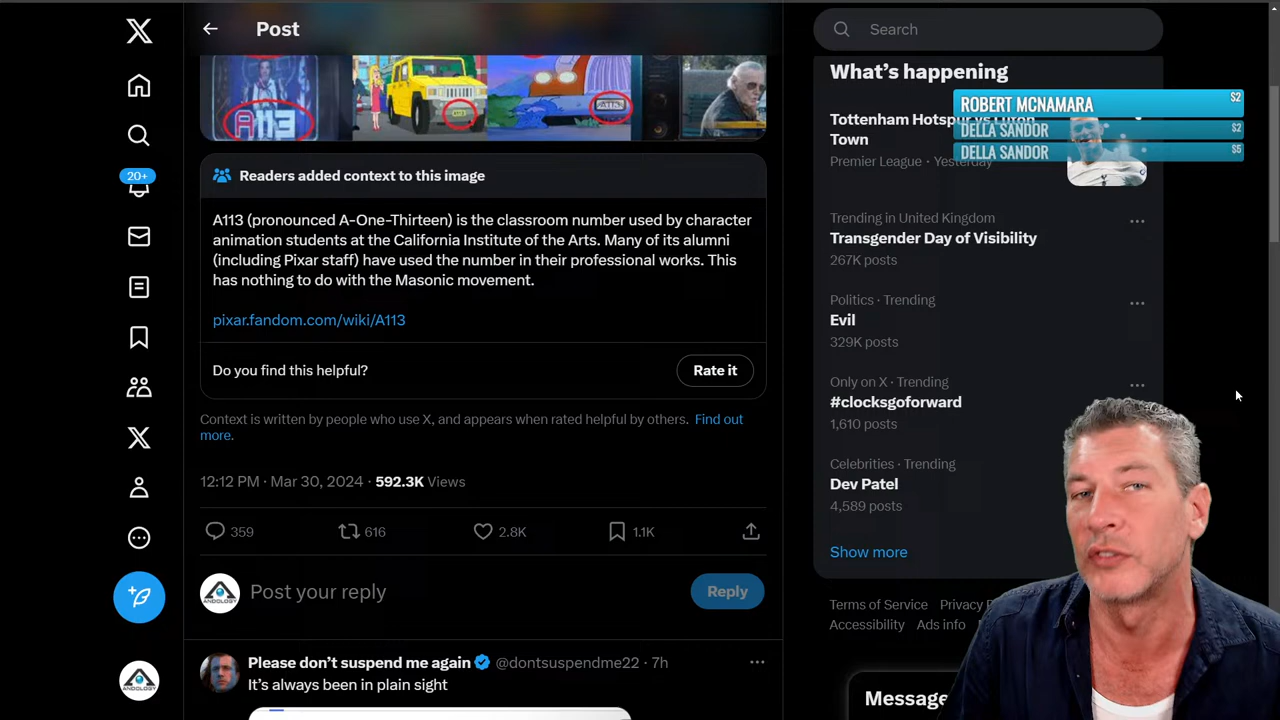 Post
Search
A113
A113
Readers added context to this image
A113 (pronounced A-One-Thirteen) is the classroom number used by character
animation students at the California Institute of the Arts. Many of its alumni
(including Pixar staff) have used the number in their professional works. This
has nothing to do with the Masonic movement.
pixar.fandom.com/wiki/A113
Do you find this helpful?
Rate it
Context is written by people who use X, and appears when rated helpful by others. Find out
more.
12:12 PM · Mar 30, 2024 · 592.3K Views
359
616
2.8K
1.1K
ANDOLOGY
Post your reply
Reply
Please don't suspend me again @dontsuspendme22 · 7h
It's always been in plain sight
20+
ANDOLOGY
What's happening
Tottenham Hotspur vs Luton
Town
Premier League · Yesterday
ROBERT MCNAMARA $2
DELLA SANDOR $2
DELLA SANDOR $5
Trending in United Kingdom
Transgender Day of Visibility
267K posts
Politics · Trending
Evil
329K posts
Only on X · Trending
#clocksgoforward
1,610 posts
Celebrities · Trending
Dev Patel
4,589 posts
Show more
Terms of Service Privacy
Accessibility Ads info
Message